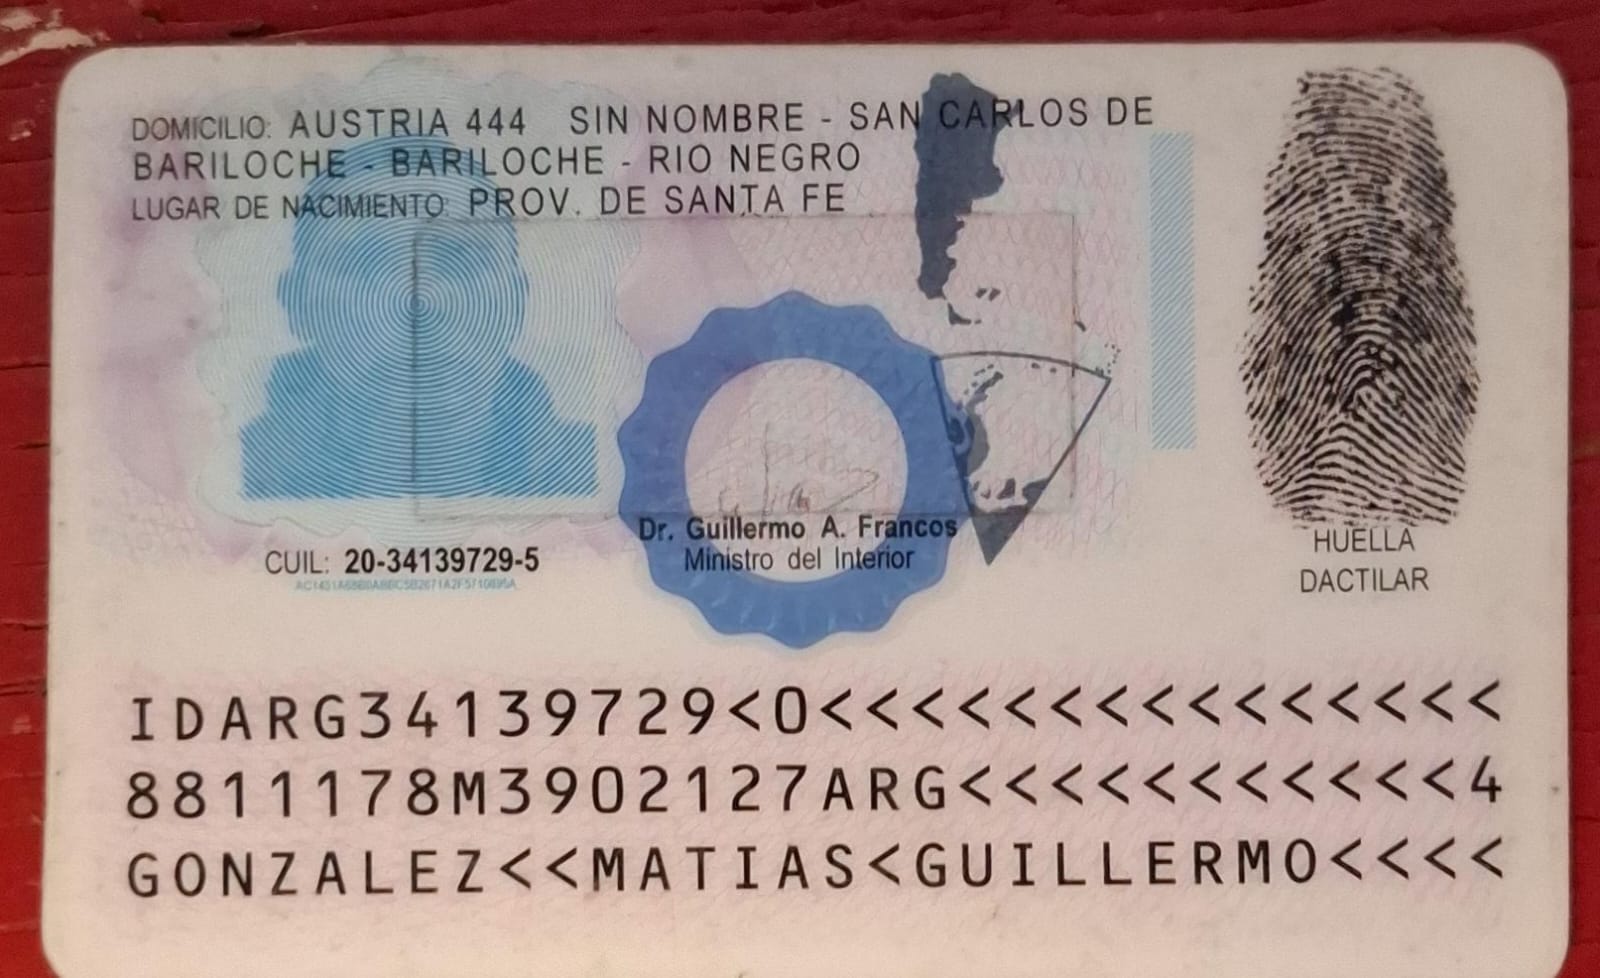 DOMICILIO: AUSTRIA 444 SIN NOMBRE - SAN CARLOS DE
BARILOCHE - BARILOCHE - RIO NEGRO
LUGAR DE NACIMIENTO: PROV. DE SANTA FE
Dr. Guillermo A. Francos
Ministro del Interior
CUIL: 20-34139729-5
HUELLA
DACTILAR
IDARG34139729<0<<<<<<<<<<<<<<<
8811178M3902127ARG<<<<<<<<<<<4
GONZALEZ<<MATIAS<GUILLERMO<<<<